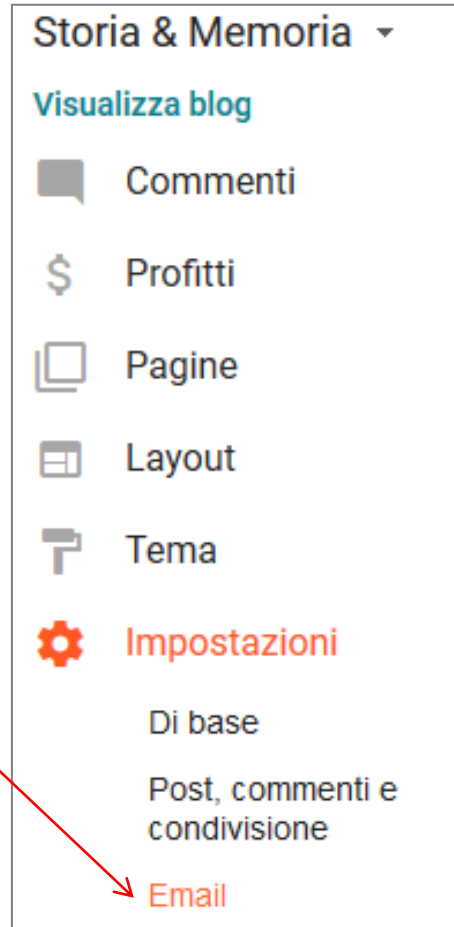 Storia & Memoria
Visualizza blog
Commenti
Profitti
Pagine
Layout
Tema
Impostazioni
Di base
Post, commenti e
condivisione
Email